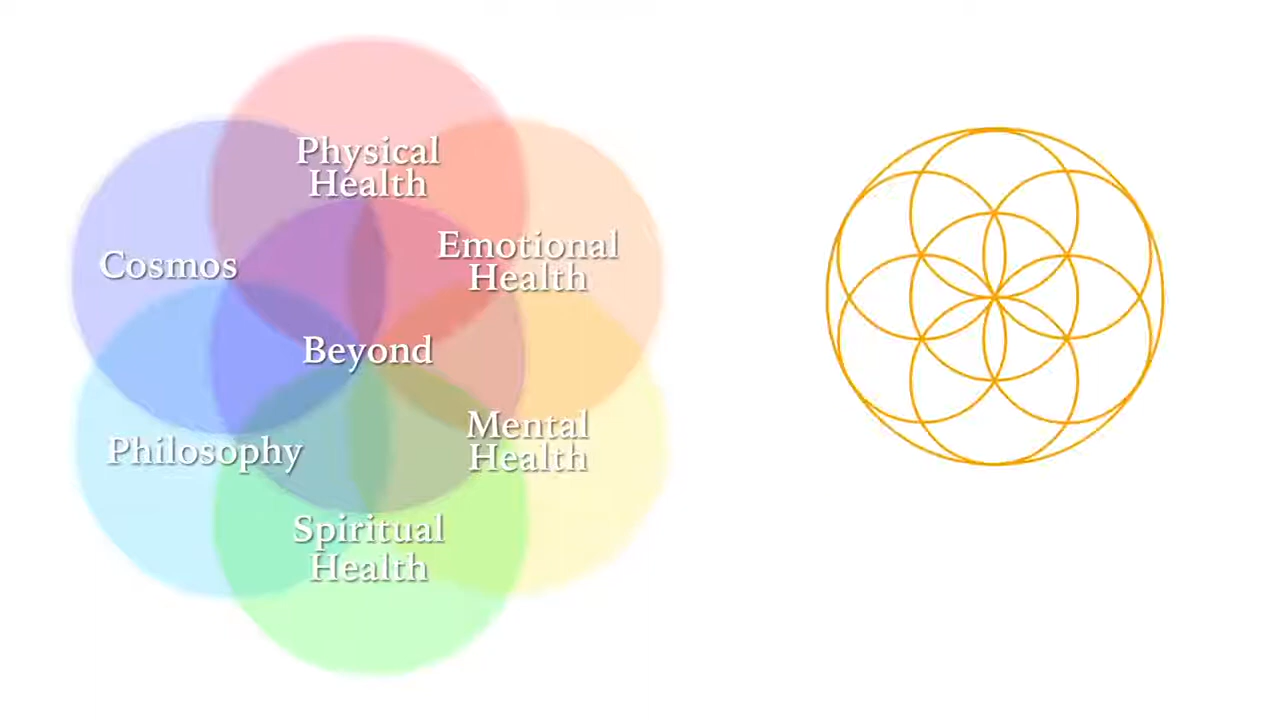 Physical
Health
Cosmos
Emotional
Health
Beyond
Philosophy
Mental
Health
Spiritual
Health